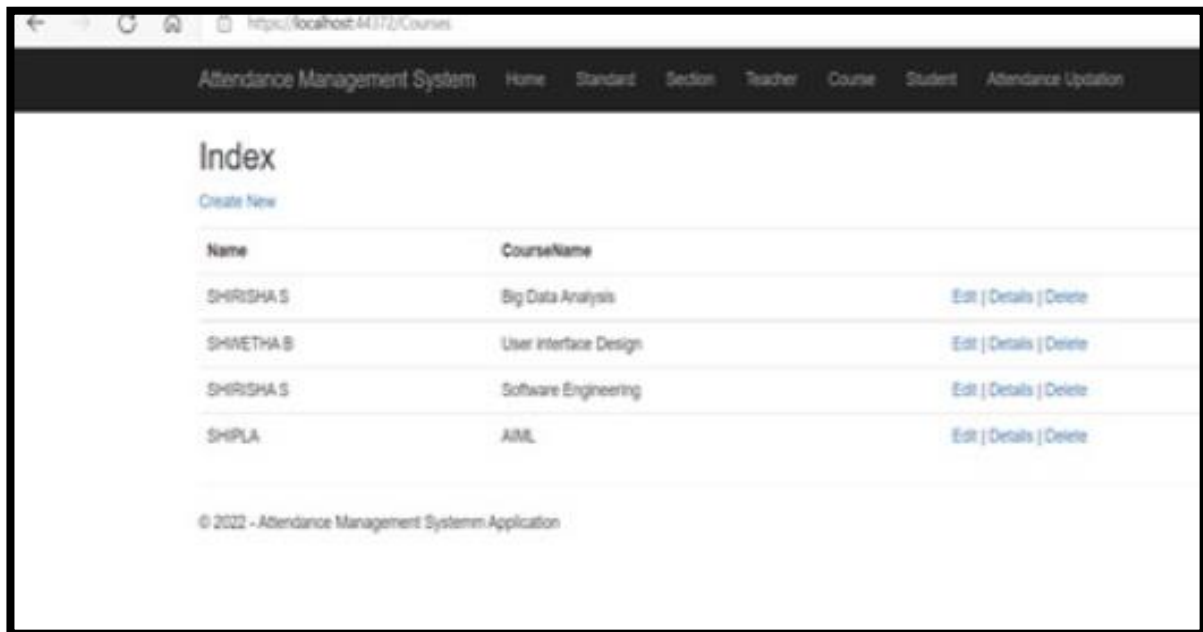 https://localhost:44372/Courses
Attendance Management System Home Standard Section Teacher Course Student Attendance Updation
Index
Create New
Name CourseName
SHIRISHA S Big Data Analysis Edit | Details | Delete
SHWETHA B User interface Design Edit | Details | Delete
SHIRISHA S Software Engineering Edit | Details | Delete
SHIPLA AIML Edit | Details | Delete
© 2022 - Attendance Management Systemm Application